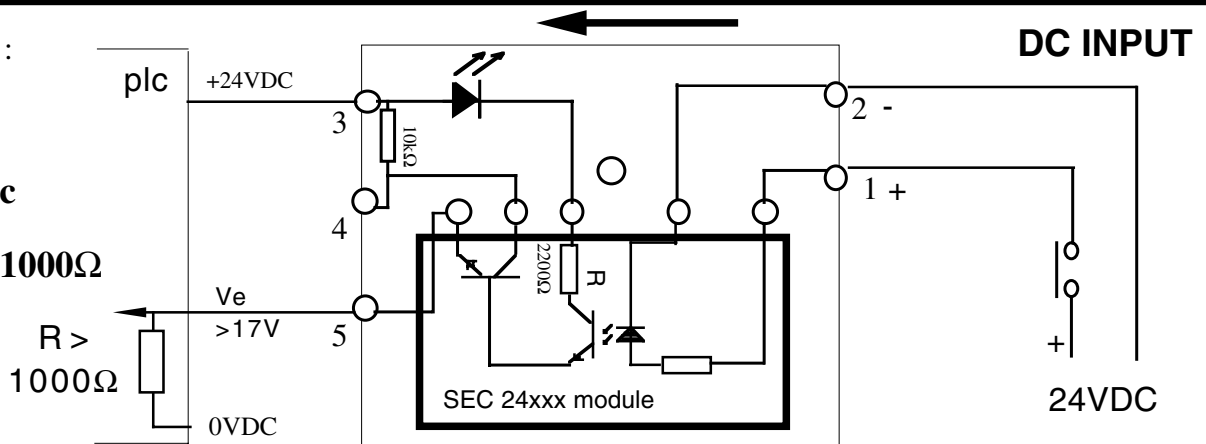 DC INPUT
:
plc
+24VDC
3
2 -
10kΩ
c
1 +
4
1000Ω
2200Ω
R
Ve
>17V
5
R >
1000Ω
+
SEC 24xxx module
24VDC
0VDC